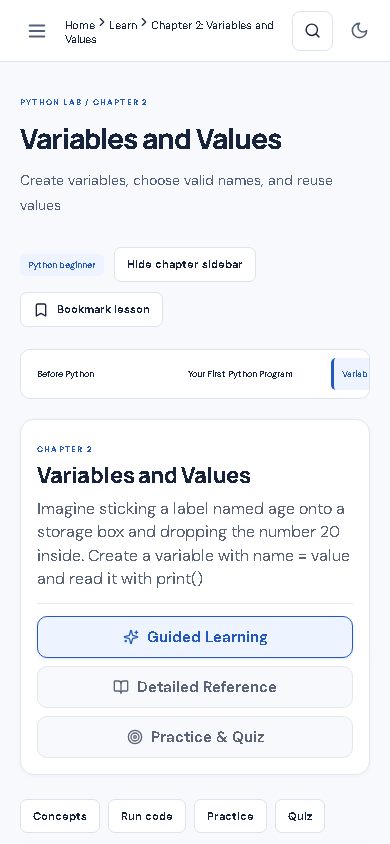 Home > Learn > Chapter 2: Variables and
Variables
PYTHON LAB / CHAPTER 2
Variables and Values
Create variables, choose valid names, and reuse
values
Python beginner
Hide chapter sidebar
Bookmark lesson
Before Python
Your First Python Program
Variab
CHAPTER 2
Variables and Values
Imagine sticking a label named age onto a
storage box and dropping the number 20
inside. Create a variable with name = value
and read it with print()
Guided Learning
Detailed Reference
Practice & Quiz
Concepts
Run code
Practice
Quiz